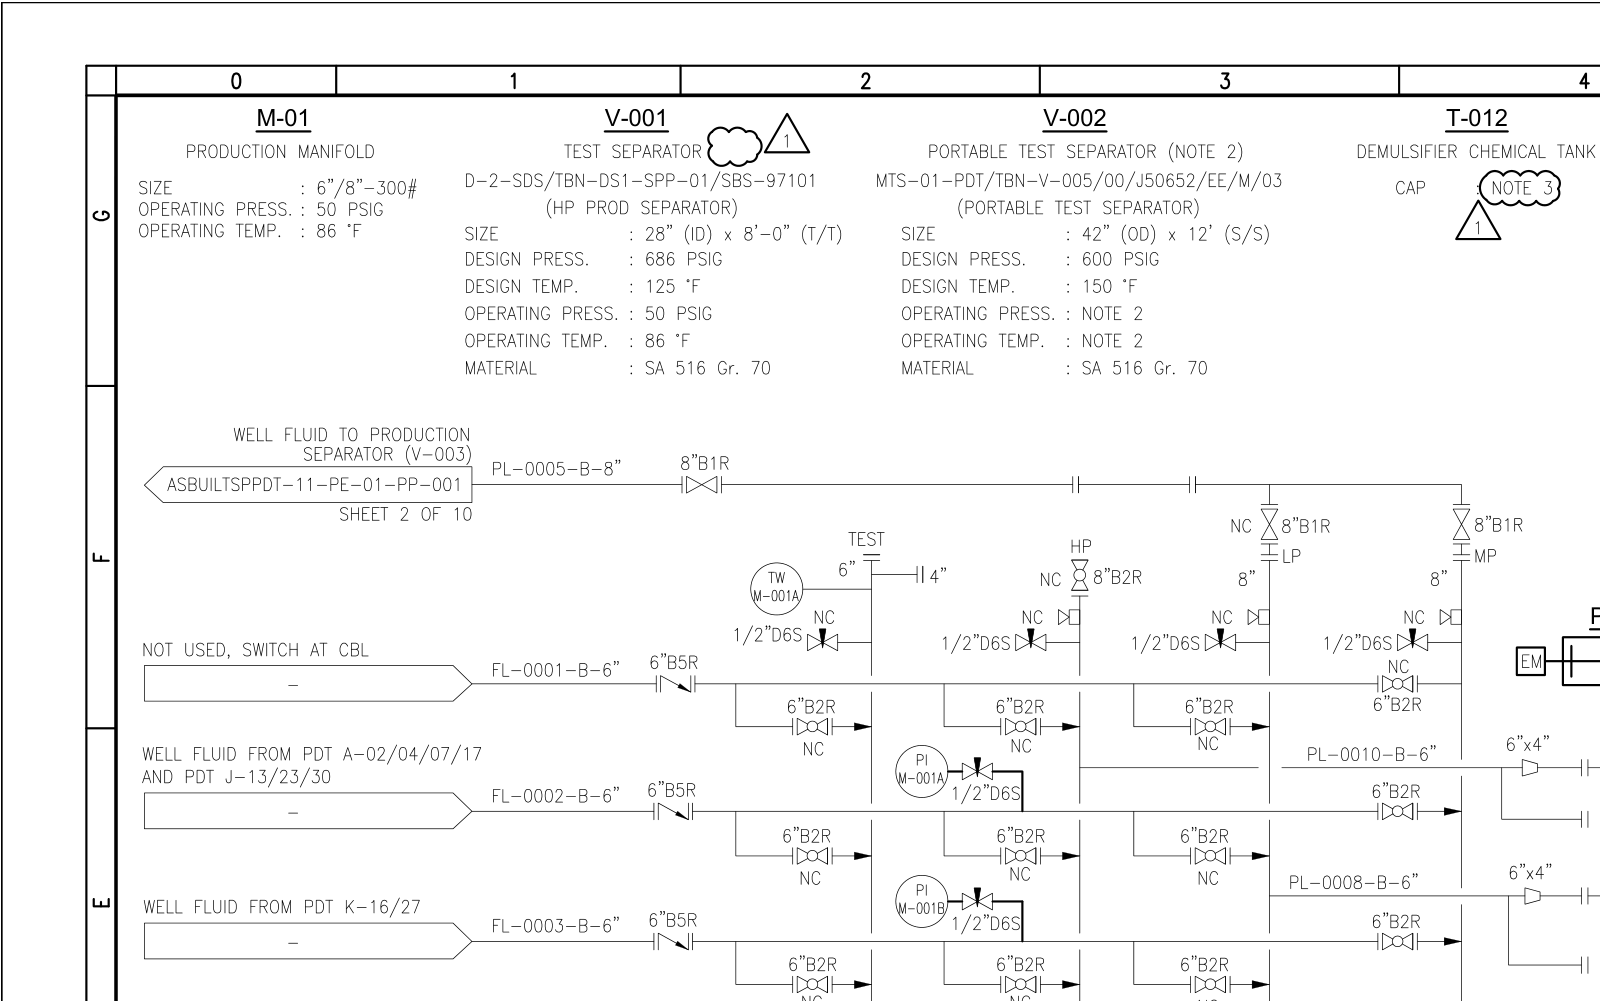 0 1 2 3 4
G
M-01
PRODUCTION MANIFOLD
SIZE : 6"/8"-300#
OPERATING PRESS. : 50 PSIG
OPERATING TEMP. : 86 °F
V-001
1
TEST SEPARATOR
D-2-SDS/TBN-DS1-SPP-01/SBS-97101
(HP PROD SEPARATOR)
SIZE : 28" (ID) x 8'-0" (T/T)
DESIGN PRESS. : 686 PSIG
DESIGN TEMP. : 125 °F
OPERATING PRESS. : 50 PSIG
OPERATING TEMP. : 86 °F
MATERIAL : SA 516 Gr. 70
V-002
PORTABLE TEST SEPARATOR (NOTE 2)
MTS-01-PDT/TBN-V-005/00/J50652/EE/M/03
(PORTABLE TEST SEPARATOR)
SIZE : 42" (OD) x 12' (S/S)
DESIGN PRESS. : 600 PSIG
DESIGN TEMP. : 150 °F
OPERATING PRESS. : NOTE 2
OPERATING TEMP. : NOTE 2
MATERIAL : SA 516 Gr. 70
T-012
DEMULSIFIER CHEMICAL TANK
CAP : NOTE 3
1
F
WELL FLUID TO PRODUCTION
SEPARATOR (V-003)
ASBUILTSPPDT-11-PE-01-PP-001
SHEET 2 OF 10
PL-0005-B-8"
8"B1R
NC 8"B1R
LP
8"
8"B1R
MP
8"
TEST
6"
4"
TW
M-001A
HP
NC 8"B2R
NC
1/2"D6S
NC
1/2"D6S
NC
1/2"D6S
NC
1/2"D6S
EM
NOT USED, SWITCH AT CBL
-
FL-0001-B-6"
6"B5R
NC
6"B2R
6"B2R
NC
6"B2R
NC
6"B2R
NC
E
WELL FLUID FROM PDT A-02/04/07/17
AND PDT J-13/23/30
-
FL-0002-B-6"
6"B5R
PI
M-001A
1/2"D6S
PL-0010-B-6"
6"x4"
6"B2R
6"B2R
NC
6"B2R
NC
6"B2R
NC
PL-0008-B-6"
6"x4"
WELL FLUID FROM PDT K-16/27
-
FL-0003-B-6"
6"B5R
PI
M-001B
1/2"D6S
6"B2R
6"B2R
NC
6"B2R
NC
6"B2R